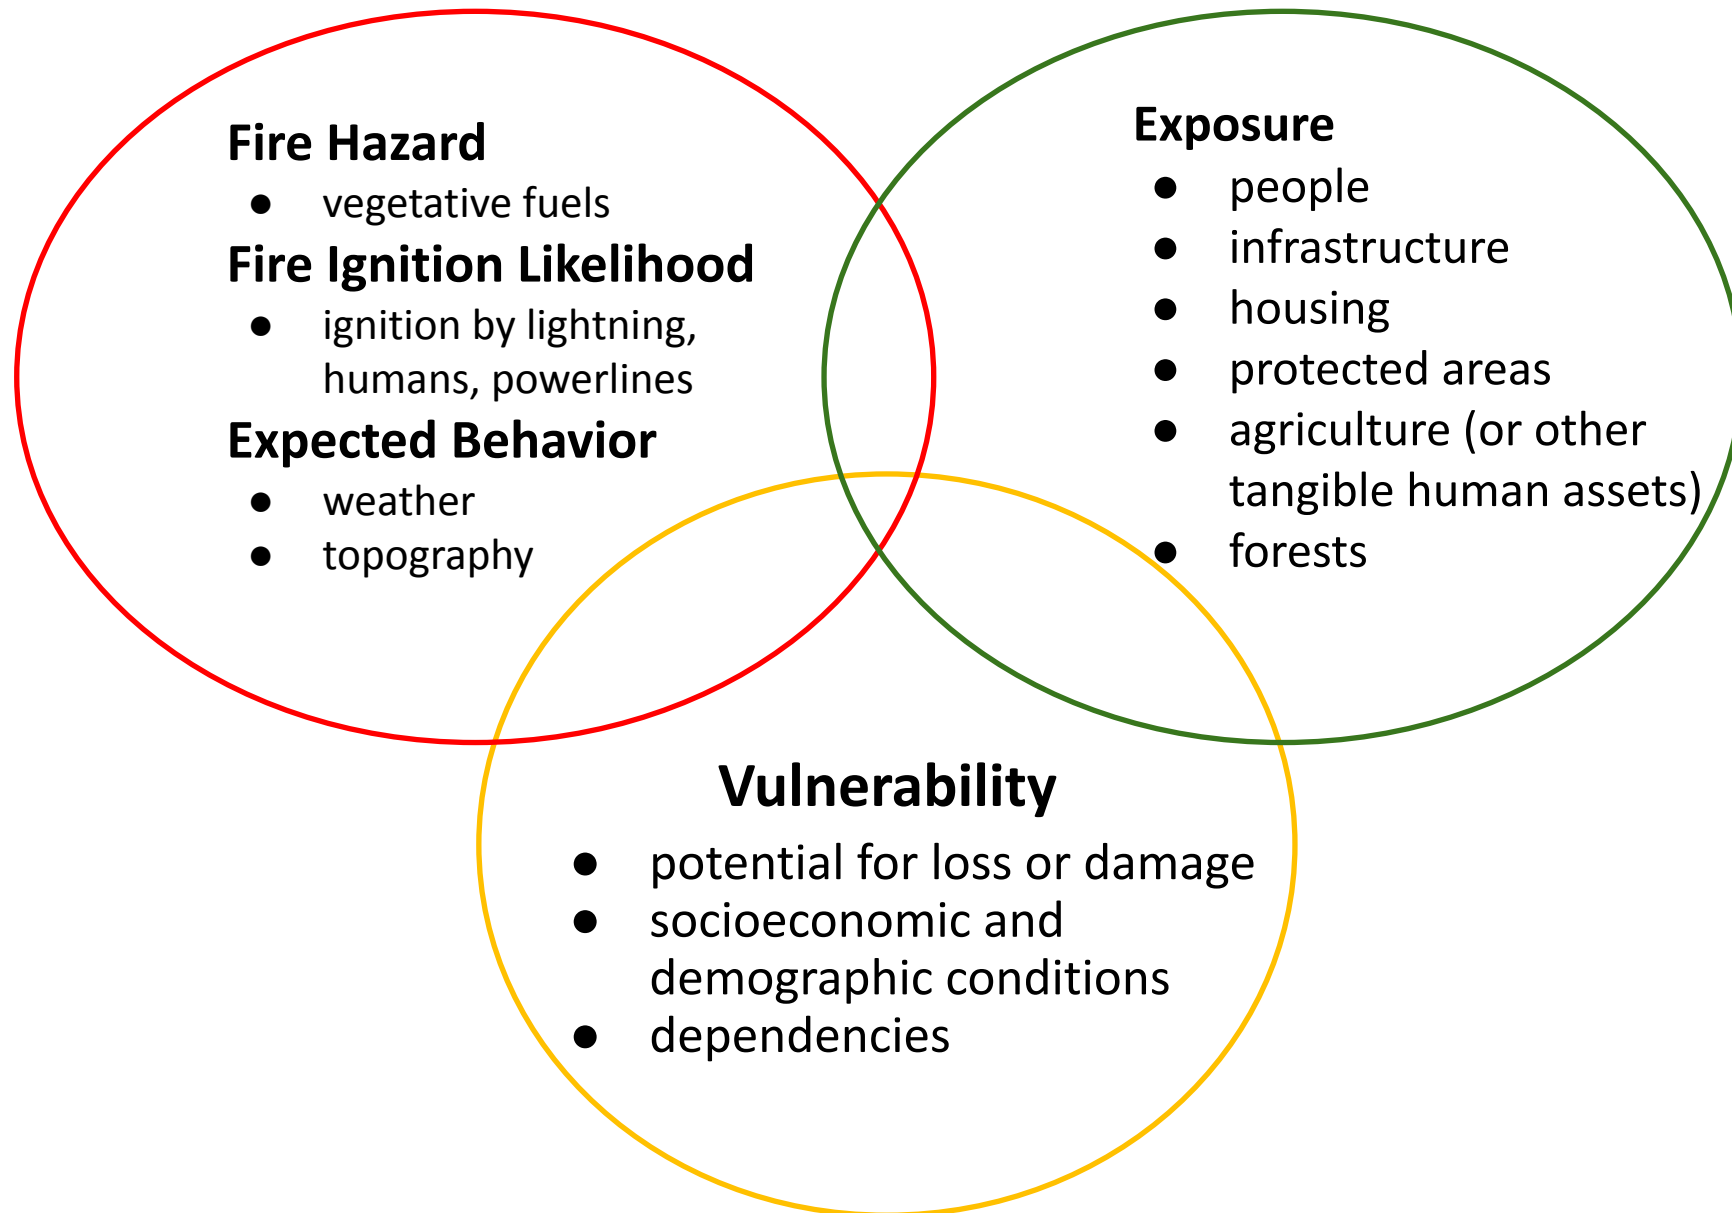 Fire Hazard
● vegetative fuels
Fire Ignition Likelihood
● ignition by lightning,
humans, powerlines
Expected Behavior
● weather
● topography
Exposure
● people
● infrastructure
● housing
● protected areas
● agriculture (or other
tangible human assets)
● forests
Vulnerability
● potential for loss or damage
● socioeconomic and
demographic conditions
● dependencies